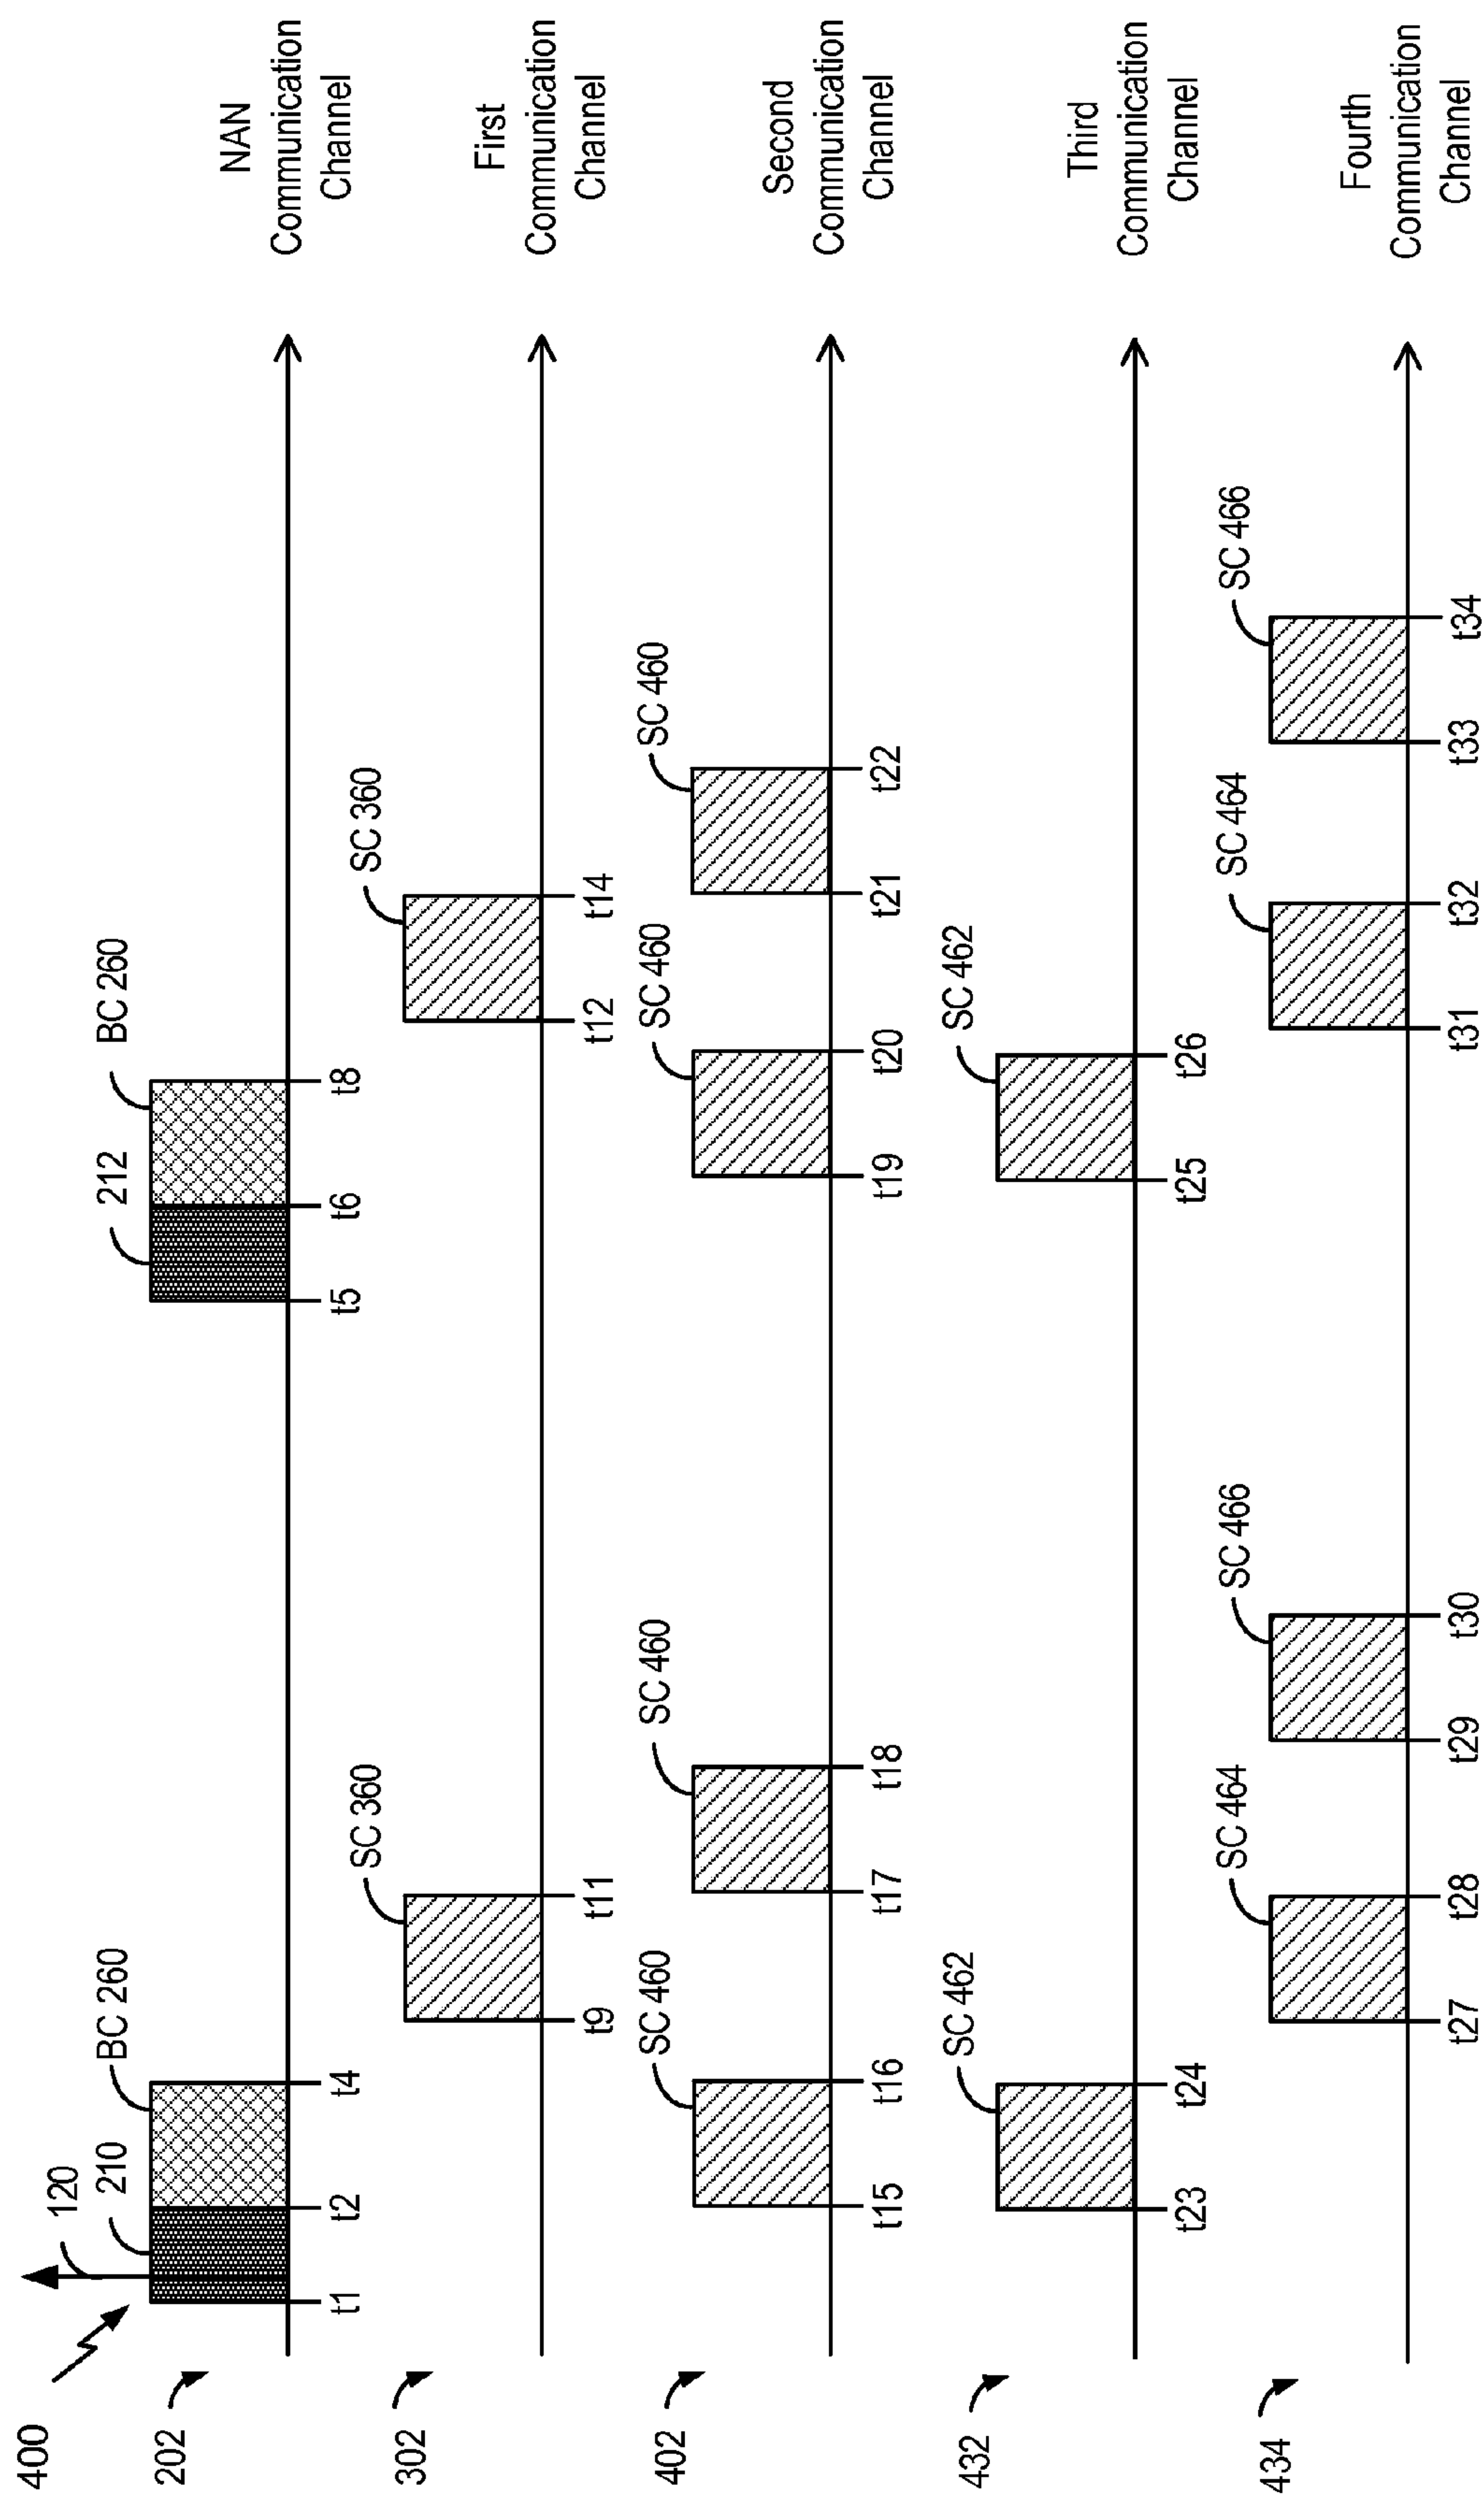 400
120
210
BC 260
212
BC 260
202
t1
t2
t4
t5
t6
t8
NAN
Communication
Channel
302
SC 360
SC 360
t9
t11
t12
t14
First
Communication
Channel
402
SC 460
SC 460
SC 460
SC 460
t15
t16
t17
t18
t19
t20
t21
t22
Second
Communication
Channel
432
SC 462
SC 462
t23
t24
t25
t26
Third
Communication
Channel
434
SC 464
SC 466
SC 464
SC 466
t27
t28
t29
t30
t31
t32
t33
t34
Fourth
Communication
Channel